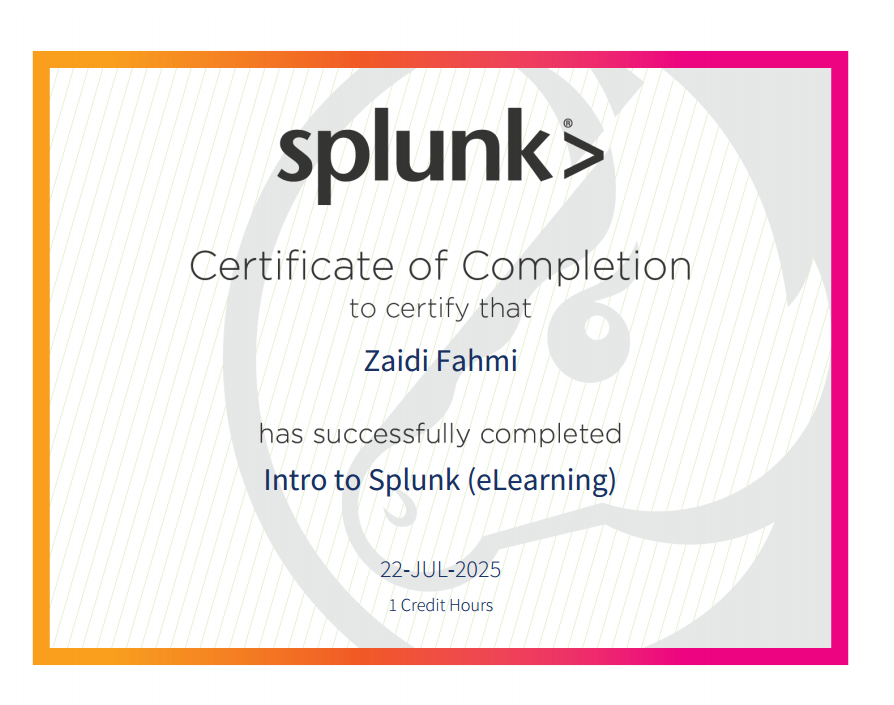 splunk>®
Certificate of Completion
to certify that
Zaidi Fahmi
has successfully completed
Intro to Splunk (eLearning)
22-JUL-2025
1 Credit Hours